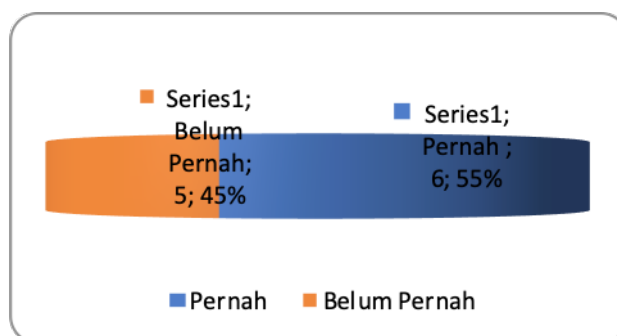 Series1;
Belum
Pernah;
5; 45%
Series1;
Pernah ;
6; 55%
Pernah
Belum Pernah